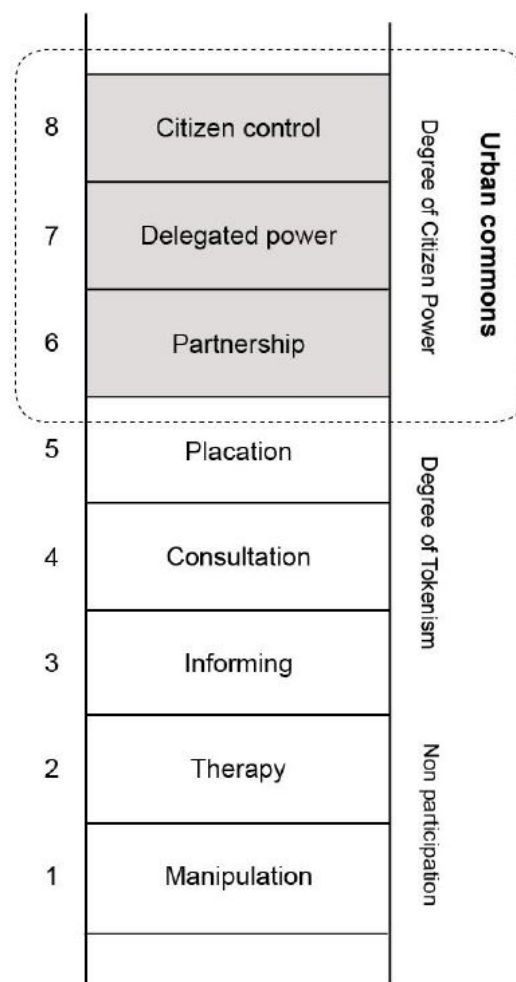 8
Citizen control
7
Delegated power
6
Partnership
Degree of Citizen Power
Urban commons
5
Placation
4
Consultation
3
Informing
Degree of Tokenism
2
Therapy
1
Manipulation
Non participation